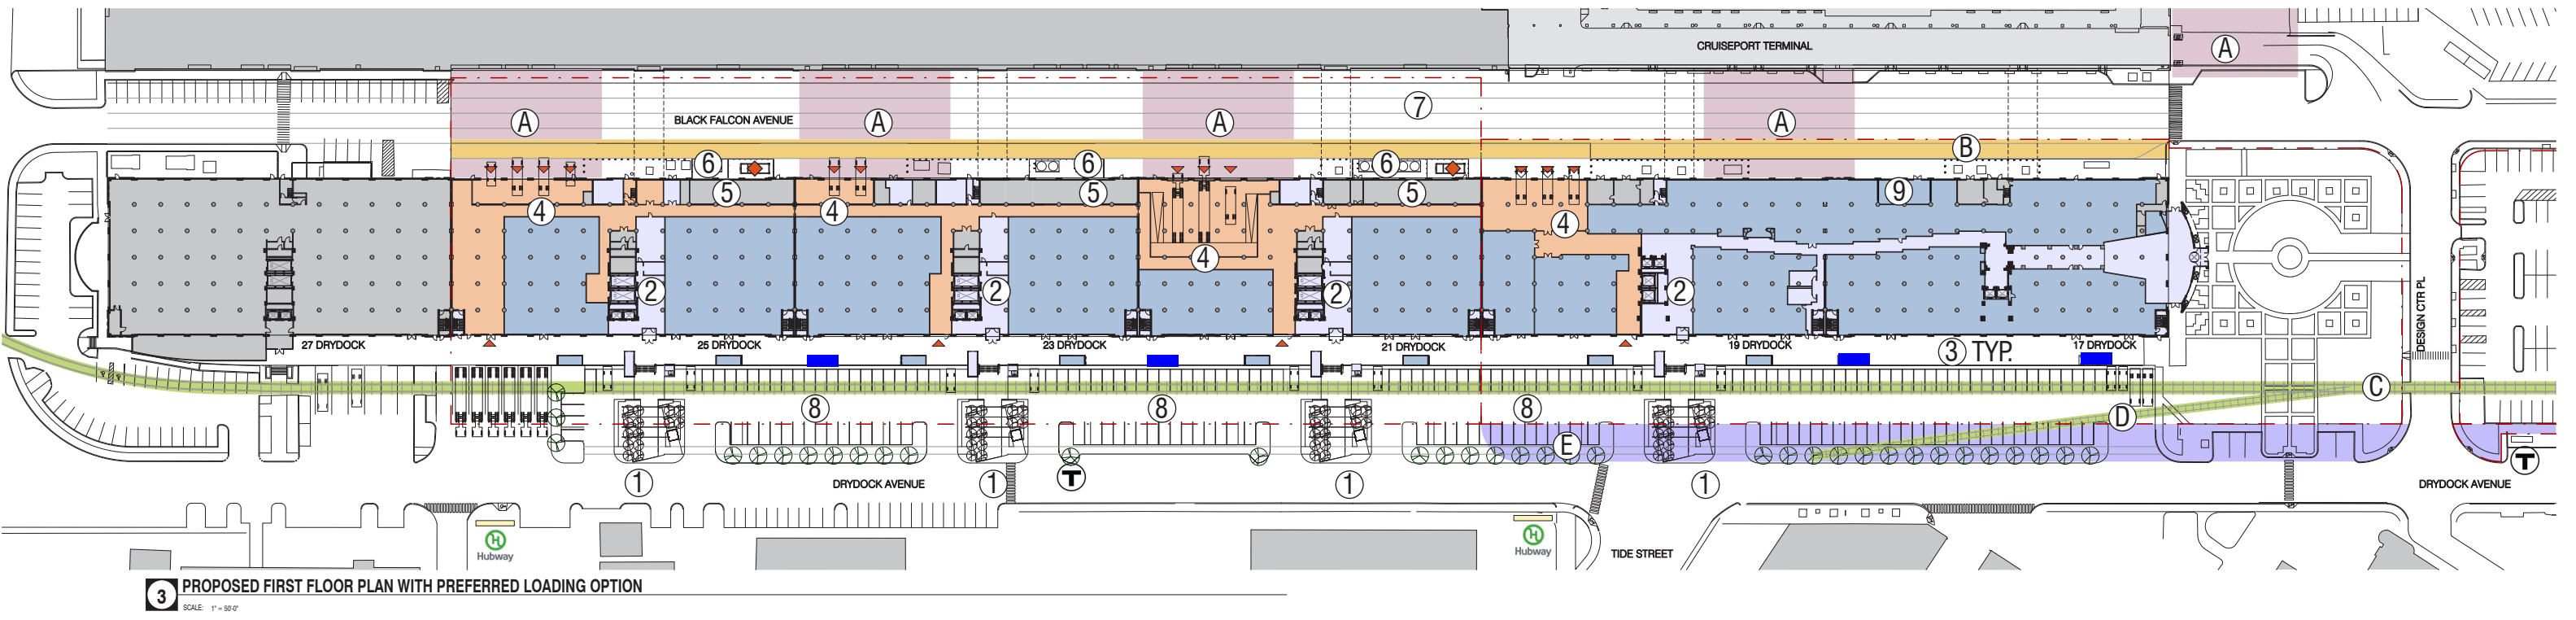 CRUISEPORT TERMINAL
A
A
A
A
A
7
BLACK FALCON AVENUE
B
6
6
6
5
5
5
9
4
4
4
4
2
2
2
2
DESIGN CTR PL
27 DRYDOCK
25 DRYDOCK
23 DRYDOCK
21 DRYDOCK
19 DRYDOCK
3 TYP.
17 DRYDOCK
C
8
8
8
D
E
T
T
1
1
1
1
DRYDOCK AVENUE
DRYDOCK AVENUE
H
Hubway
H
Hubway
TIDE STREET
3 PROPOSED FIRST FLOOR PLAN WITH PREFERRED LOADING OPTION
SCALE: 1" = 50'-0"